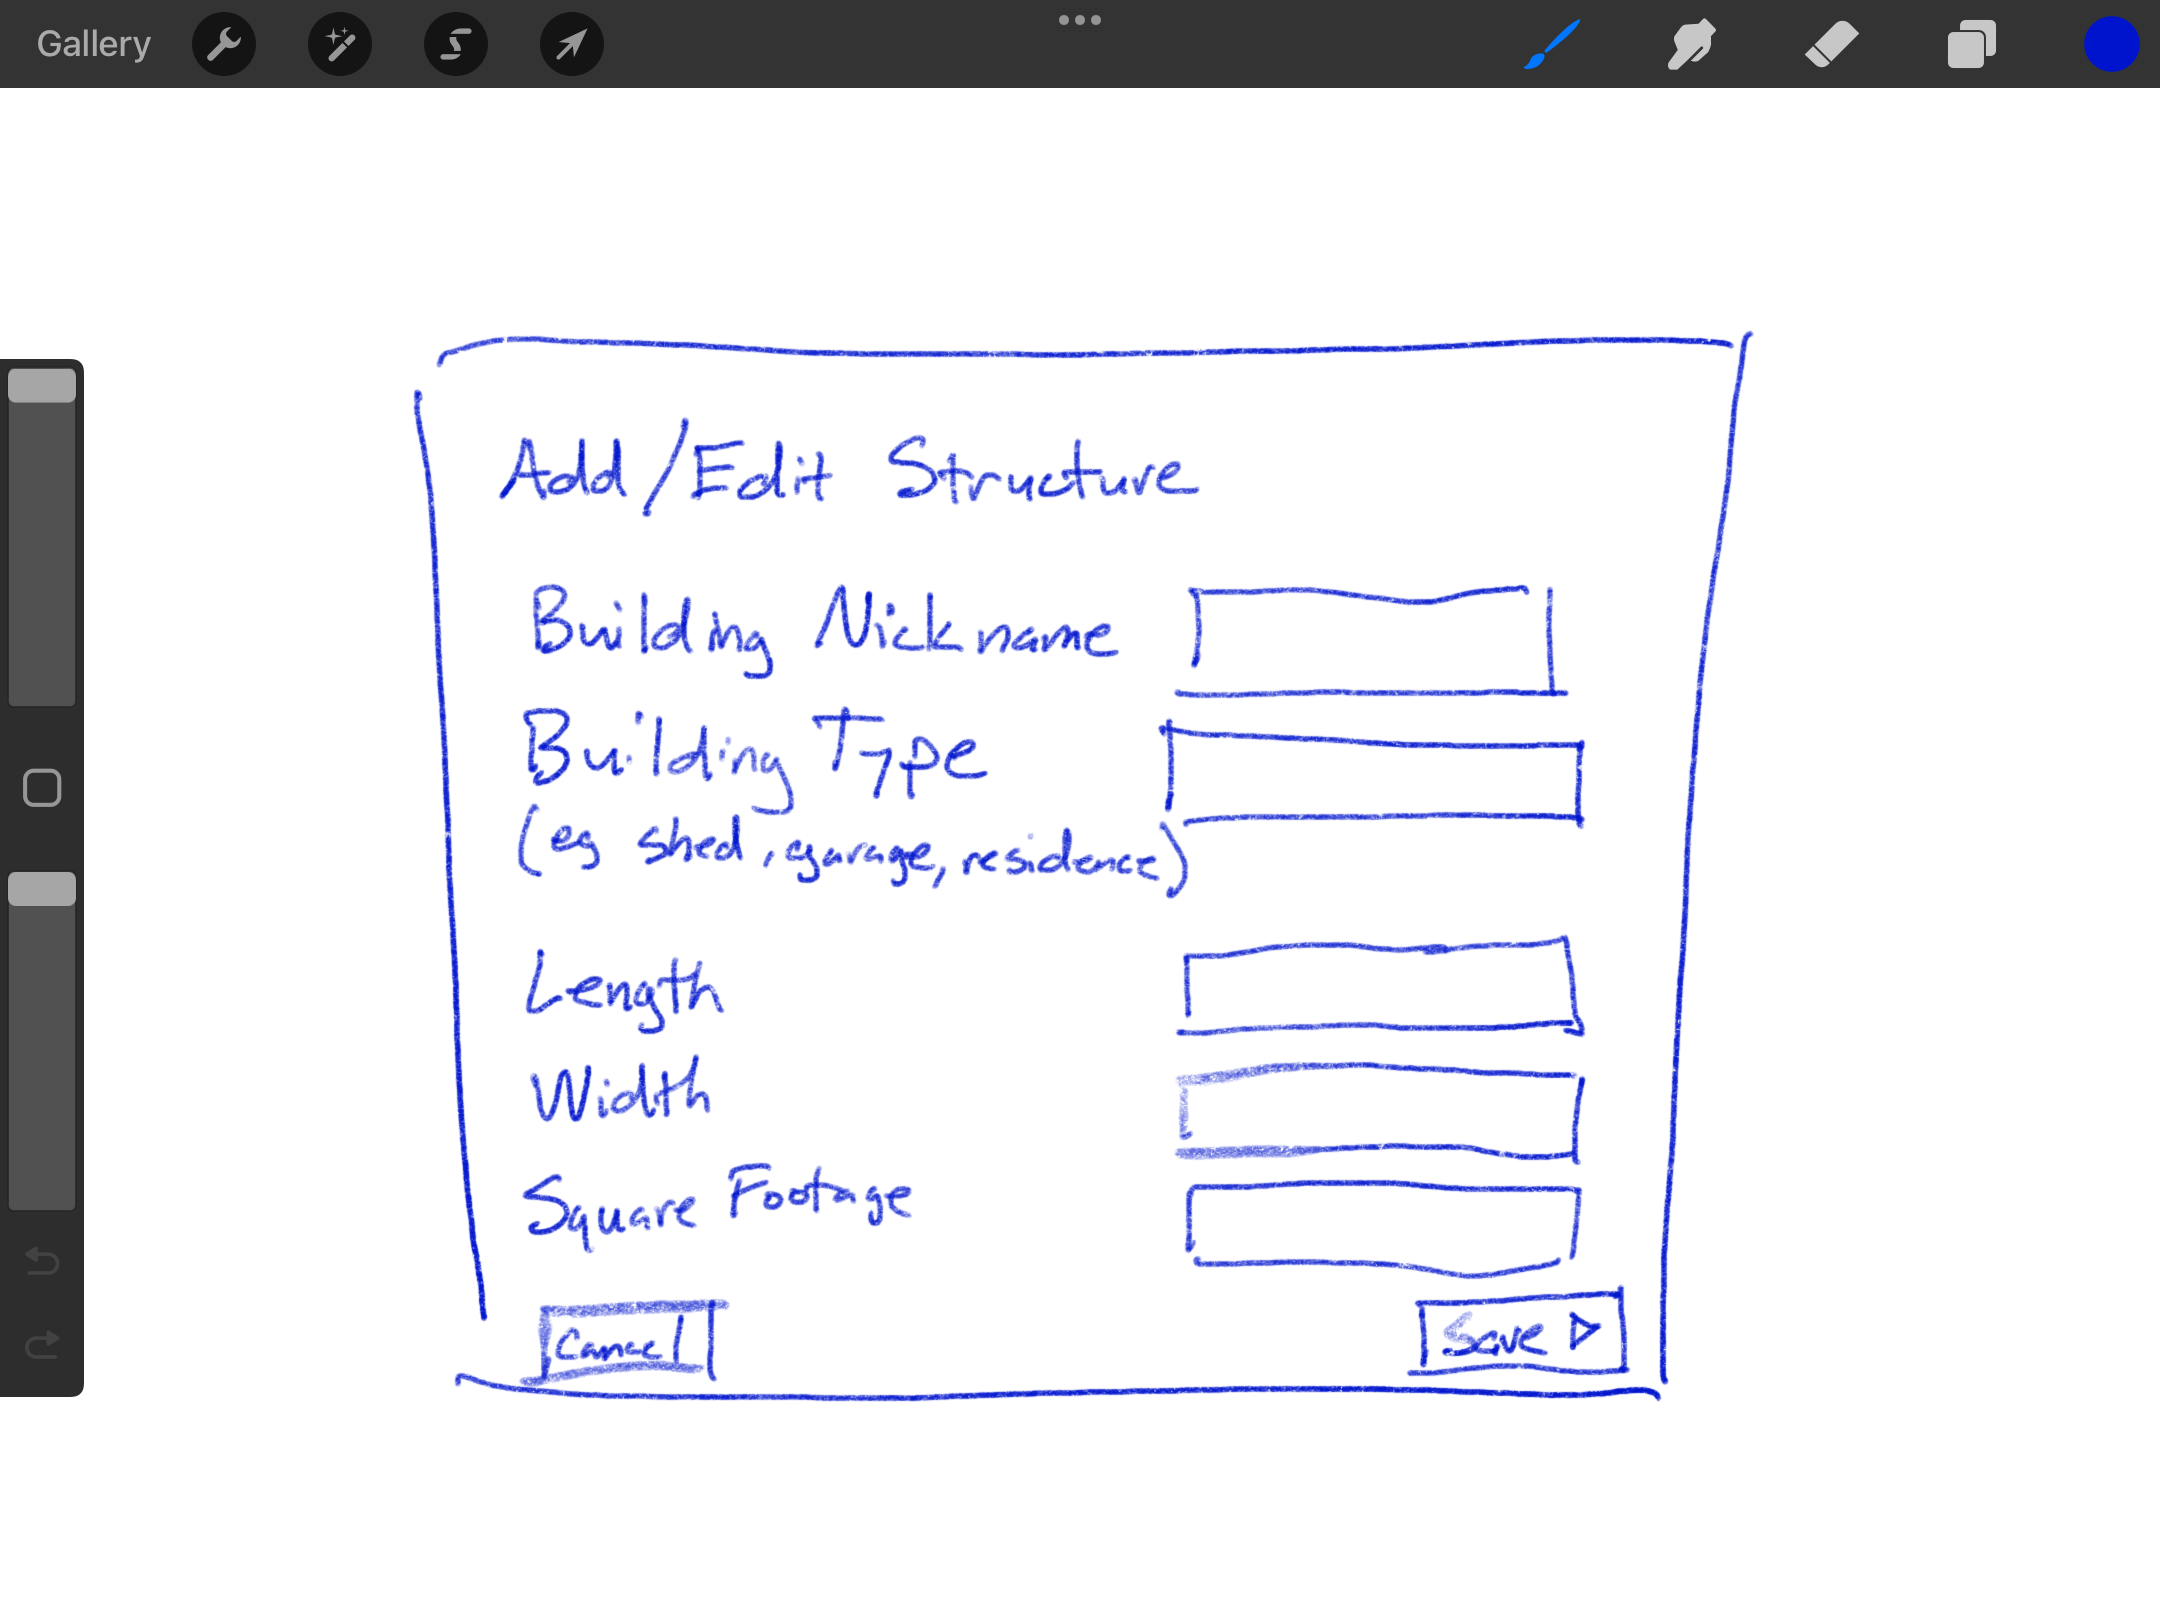 Gallery
Add/Edit Structure
Building Nickname
Building Type
(eg shed, garage, residence)
Length
Width
Square Footage
Cancel
Save